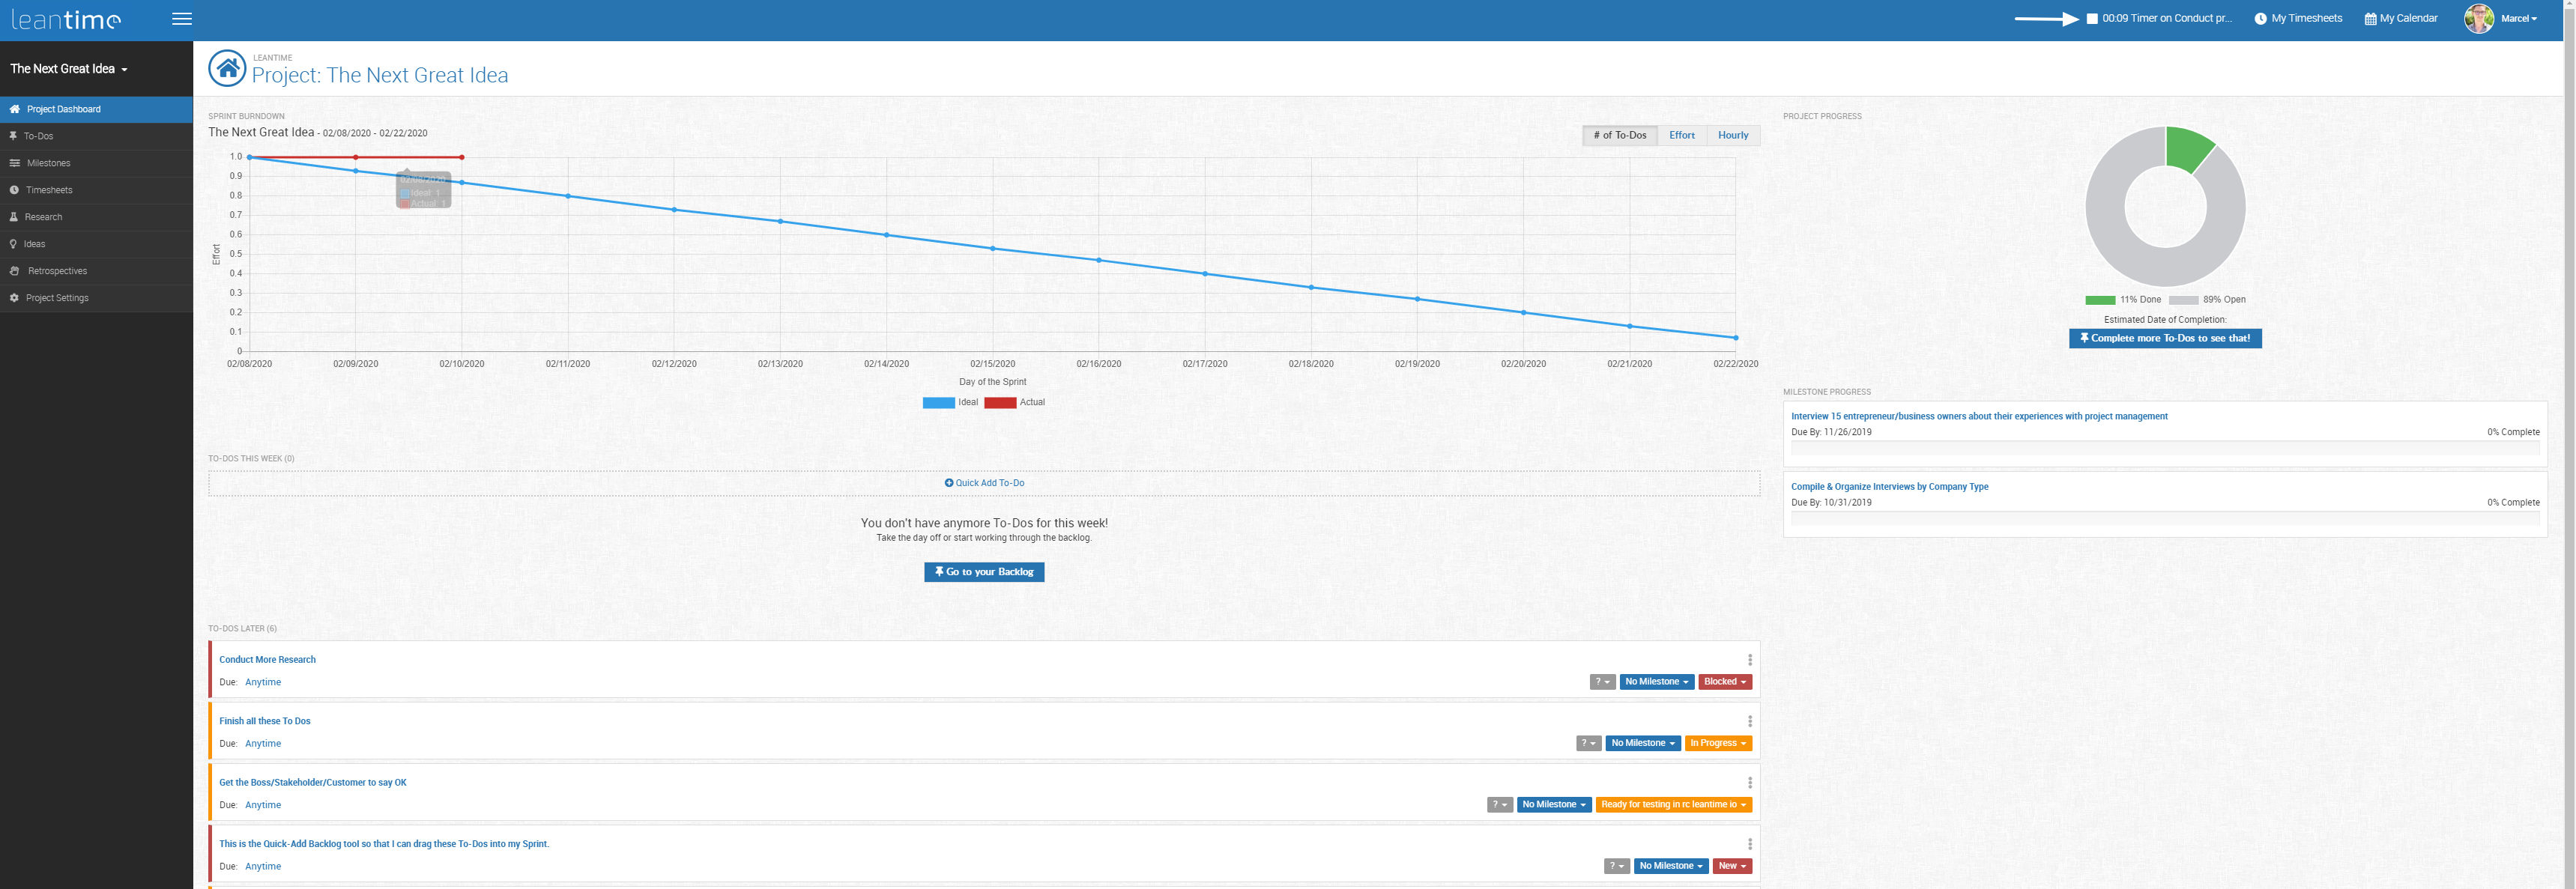 leantime
00:09 Timer on Conduct pr...
My Timesheets
My Calendar
Marcel
The Next Great Idea
Project Dashboard
To-Dos
Milestones
Timesheets
Research
Ideas
Retrospectives
Project Settings
LEANTIME
Project: The Next Great Idea
SPRINT BURNDOWN
The Next Great Idea - 02/08/2020 - 02/22/2020
# of To-Dos
Effort
Hourly
1.0
0.9
0.8
0.7
0.6
0.5
0.4
0.3
0.2
0.1
0
Effort
Ideal: 1
Actual: 1
02/08/2020 02/09/2020 02/10/2020 02/11/2020 02/12/2020 02/13/2020 02/14/2020 02/15/2020 02/16/2020 02/17/2020 02/18/2020 02/19/2020 02/20/2020 02/21/2020 02/22/2020
Day of the Sprint
Ideal Actual
TO-DOS THIS WEEK (0)
Quick Add To-Do
You don't have anymore To-Dos for this week!
Take the day off or start working through the backlog.
Go to your Backlog
TO-DOS LATER (6)
Conduct More Research
Due: Anytime
? No Milestone Blocked
Finish all these To Dos
Due: Anytime
? No Milestone In Progress
Get the Boss/Stakeholder/Customer to say OK
Due: Anytime
? No Milestone Ready for testing in rc leantime io
This is the Quick-Add Backlog tool so that I can drag these To-Dos into my Sprint.
Due: Anytime
? No Milestone New
PROJECT PROGRESS
11% Done 89% Open
Estimated Date of Completion:
Complete more To-Dos to see that!
MILESTONE PROGRESS
Interview 15 entrepreneur/business owners about their experiences with project management
Due By: 11/26/2019
0% Complete
Compile & Organize Interviews by Company Type
Due By: 10/31/2019
0% Complete